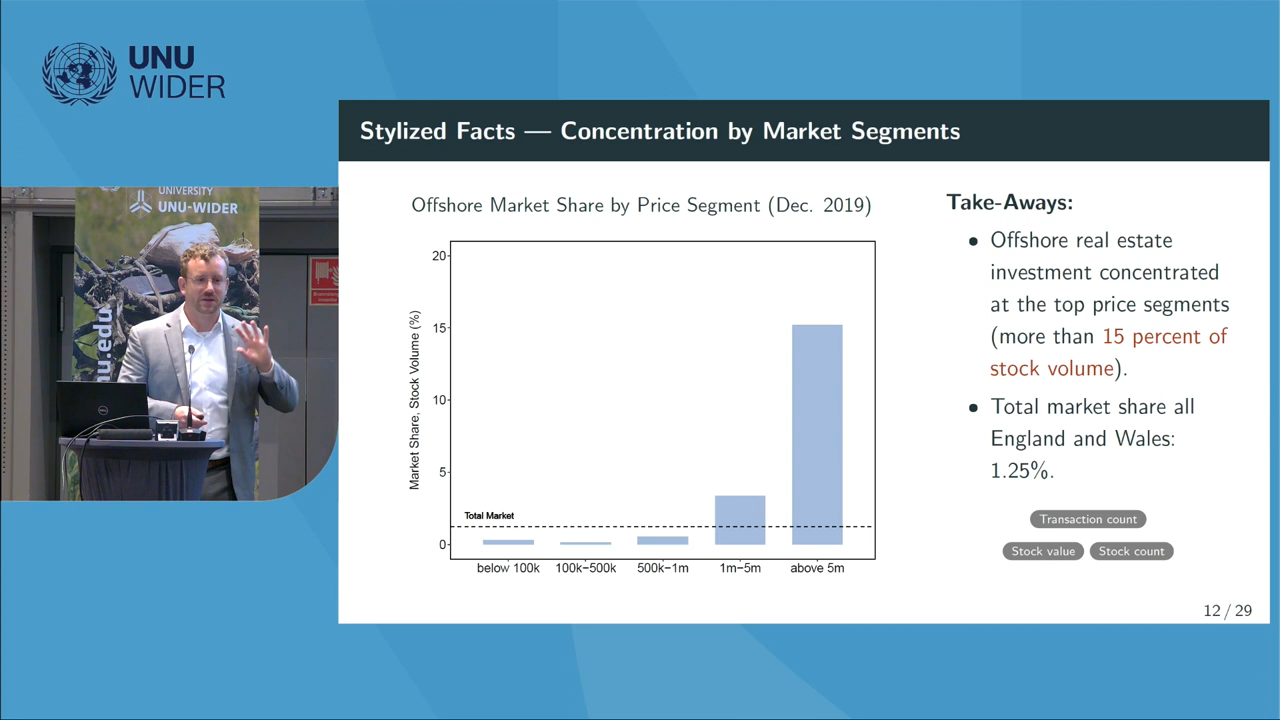 UNU
WIDER
UNIVERSITY
UNU-WIDER
nu.edu
DELL
Stylized Facts — Concentration by Market Segments
Offshore Market Share by Price Segment (Dec. 2019)
Market Share, Stock Volume (%)
20
15
10
5
0
Total Market
below 100k
100k−500k
500k−1m
1m−5m
above 5m
Take-Aways:
• Offshore real estate
investment concentrated
at the top price segments
(more than 15 percent of
stock volume).
• Total market share all
England and Wales:
1.25%.
Transaction count
Stock value
Stock count
12 / 29